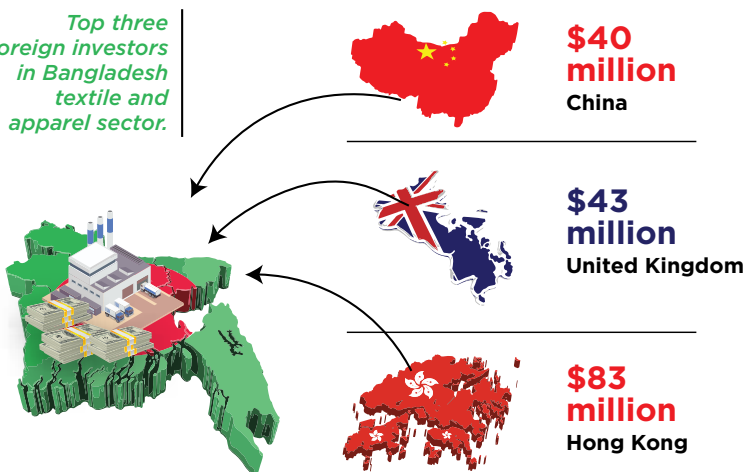 Top three
foreign investors
in Bangladesh
textile and
apparel sector.
$40
million
China
$43
million
United Kingdom
$83
million
Hong Kong